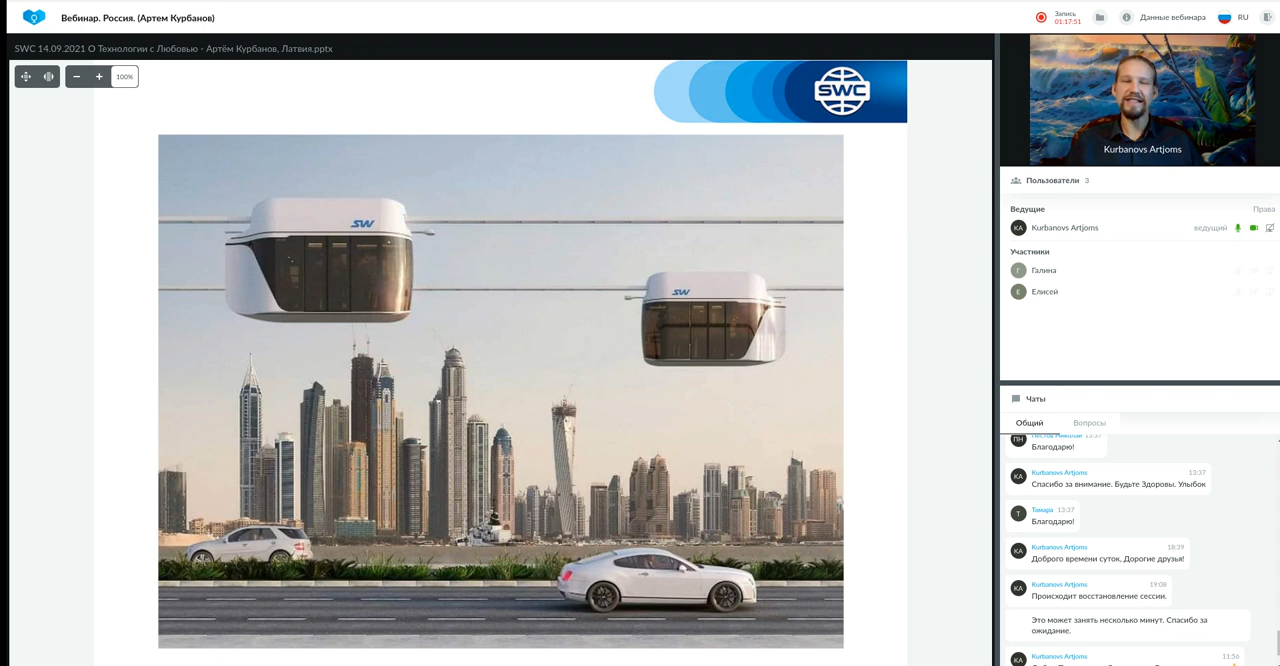 Вебинар. Россия. (Артем Курбанов)
Запись
01:17:51
Данные вебинара
RU
SWC 14.09.2021 О Технологии с Любовью - Артём Курбанов, Латвия.pptx
100%
SWC
SW
SW
Kurbanovs Artjoms
Пользователи 3
Ведущие
Права
KA
Kurbanovs Artjoms
ведущий
Участники
Г
Галина
Е
Елисей
Чаты
Общий
Вопросы
ПН
13:37
Благодарю!
KA
Kurbanovs Artjoms
13:37
Спасибо за внимание. Будьте Здоровы. Улыбок
Т
Тамара 13:37
Благодарю!
KA
Kurbanovs Artjoms
18:39
Доброго времени суток, Дорогие друзья!
KA
Kurbanovs Artjoms
19:08
Происходит восстановление сессии.
Это может занять несколько минут. Спасибо за
ожидание.
KA
Kurbanovs Artjoms
11:56